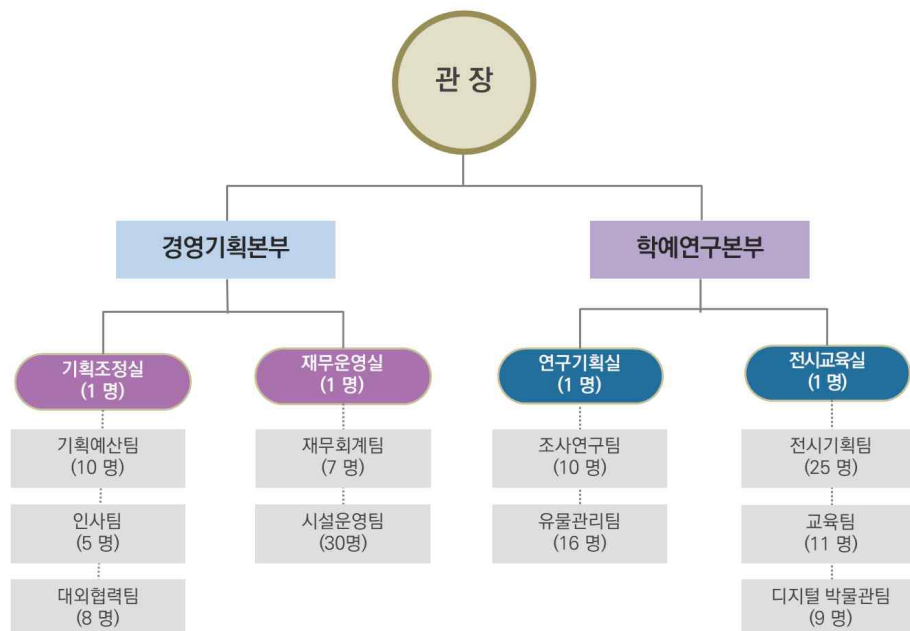 관 장
경영기획본부
학예연구본부
기획조정실
(1 명)
재무운영실
(1 명)
연구기획실
(1 명)
전시교육실
(1 명)
기획예산팀
(10 명)
재무회계팀
(7 명)
조사연구팀
(10 명)
전시기획팀
(25 명)
인사팀
(5 명)
시설운영팀
(30명)
유물관리팀
(16 명)
교육팀
(11 명)
대외협력팀
(8 명)
디지털 박물관팀
(9 명)